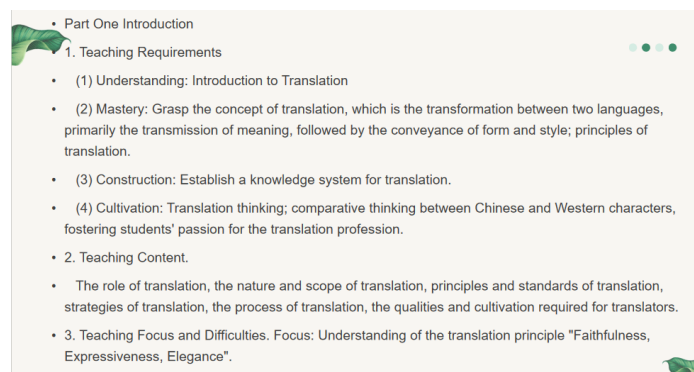 • Part One Introduction
• 1. Teaching Requirements
• (1) Understanding: Introduction to Translation
• (2) Mastery: Grasp the concept of translation, which is the transformation between two languages,
primarily the transmission of meaning, followed by the conveyance of form and style; principles of
translation.
• (3) Construction: Establish a knowledge system for translation.
• (4) Cultivation: Translation thinking; comparative thinking between Chinese and Western characters,
fostering students' passion for the translation profession.
• 2. Teaching Content.
• The role of translation, the nature and scope of translation, principles and standards of translation,
strategies of translation, the process of translation, the qualities and cultivation required for translators.
• 3. Teaching Focus and Difficulties. Focus: Understanding of the translation principle "Faithfulness,
Expressiveness, Elegance".